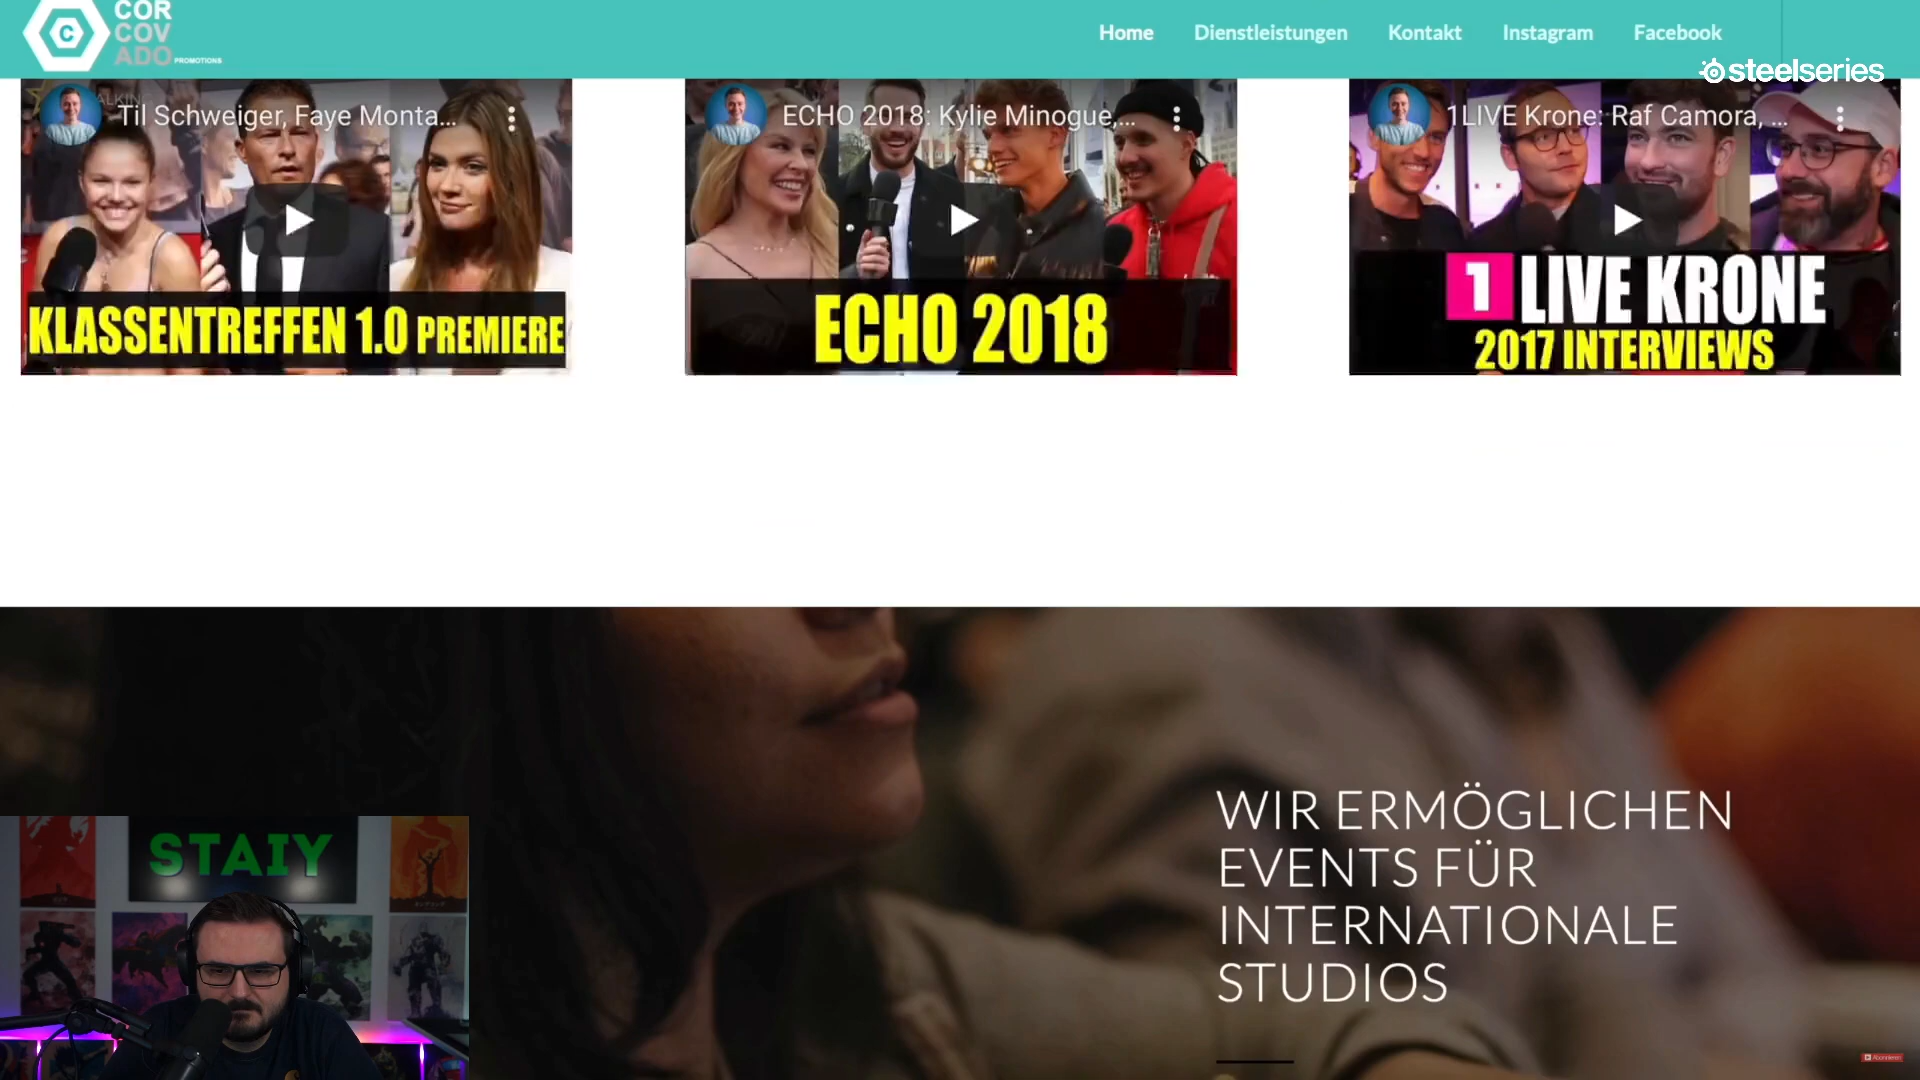 COR
COV
ADO PROMOTIONS
Home
Dienstleistungen
Kontakt
Instagram
Facebook
steelseries
Til Schweiger, Faye Monta...
ECHO 2018: Kylie Minogue,...
1LIVE Krone: Raf Camora, ...
KLASSENTREFFEN 1.0 PREMIERE
ECHO 2018
1 LIVE KRONE
2017 INTERVIEWS
WIR ERMÖGLICHEN
EVENTS FÜR
INTERNATIONALE
STUDIOS
STAIY
Abonnieren